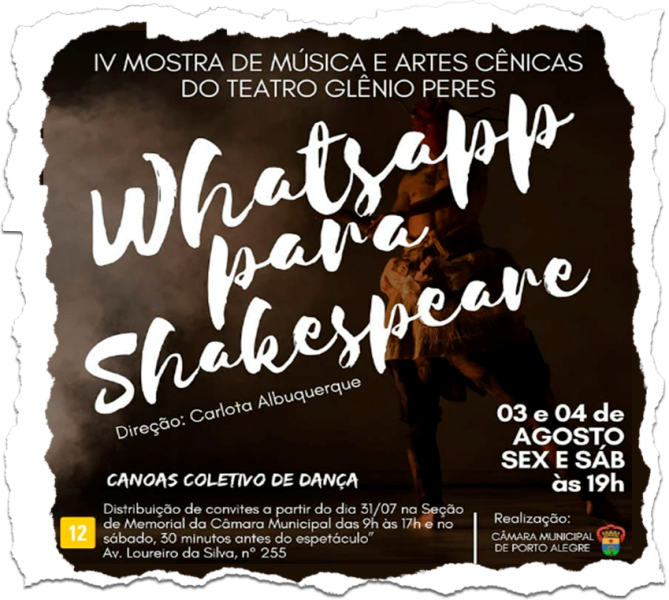 IV MOSTRA DE MÚSICA E ARTES CÊNICAS
DO TEATRO GLÊNIO PERES
Whatsapp
para
Shakespeare
Direção: Carlota Albuquerque
03 e 04 de
AGOSTO
SEX E SÁB
às 19h
CANOAS COLETIVO DE DANÇA
12
Distribuição de convites a partir do dia 31/07 na Seção
de Memorial da Câmara Municipal das 9h às 17h e no
sábado, 30 minutos antes do espetáculo”
Av. Loureiro da Silva, n° 255
Realização:
CÂMARA MUNICIPAL
DE PORTO ALEGRE